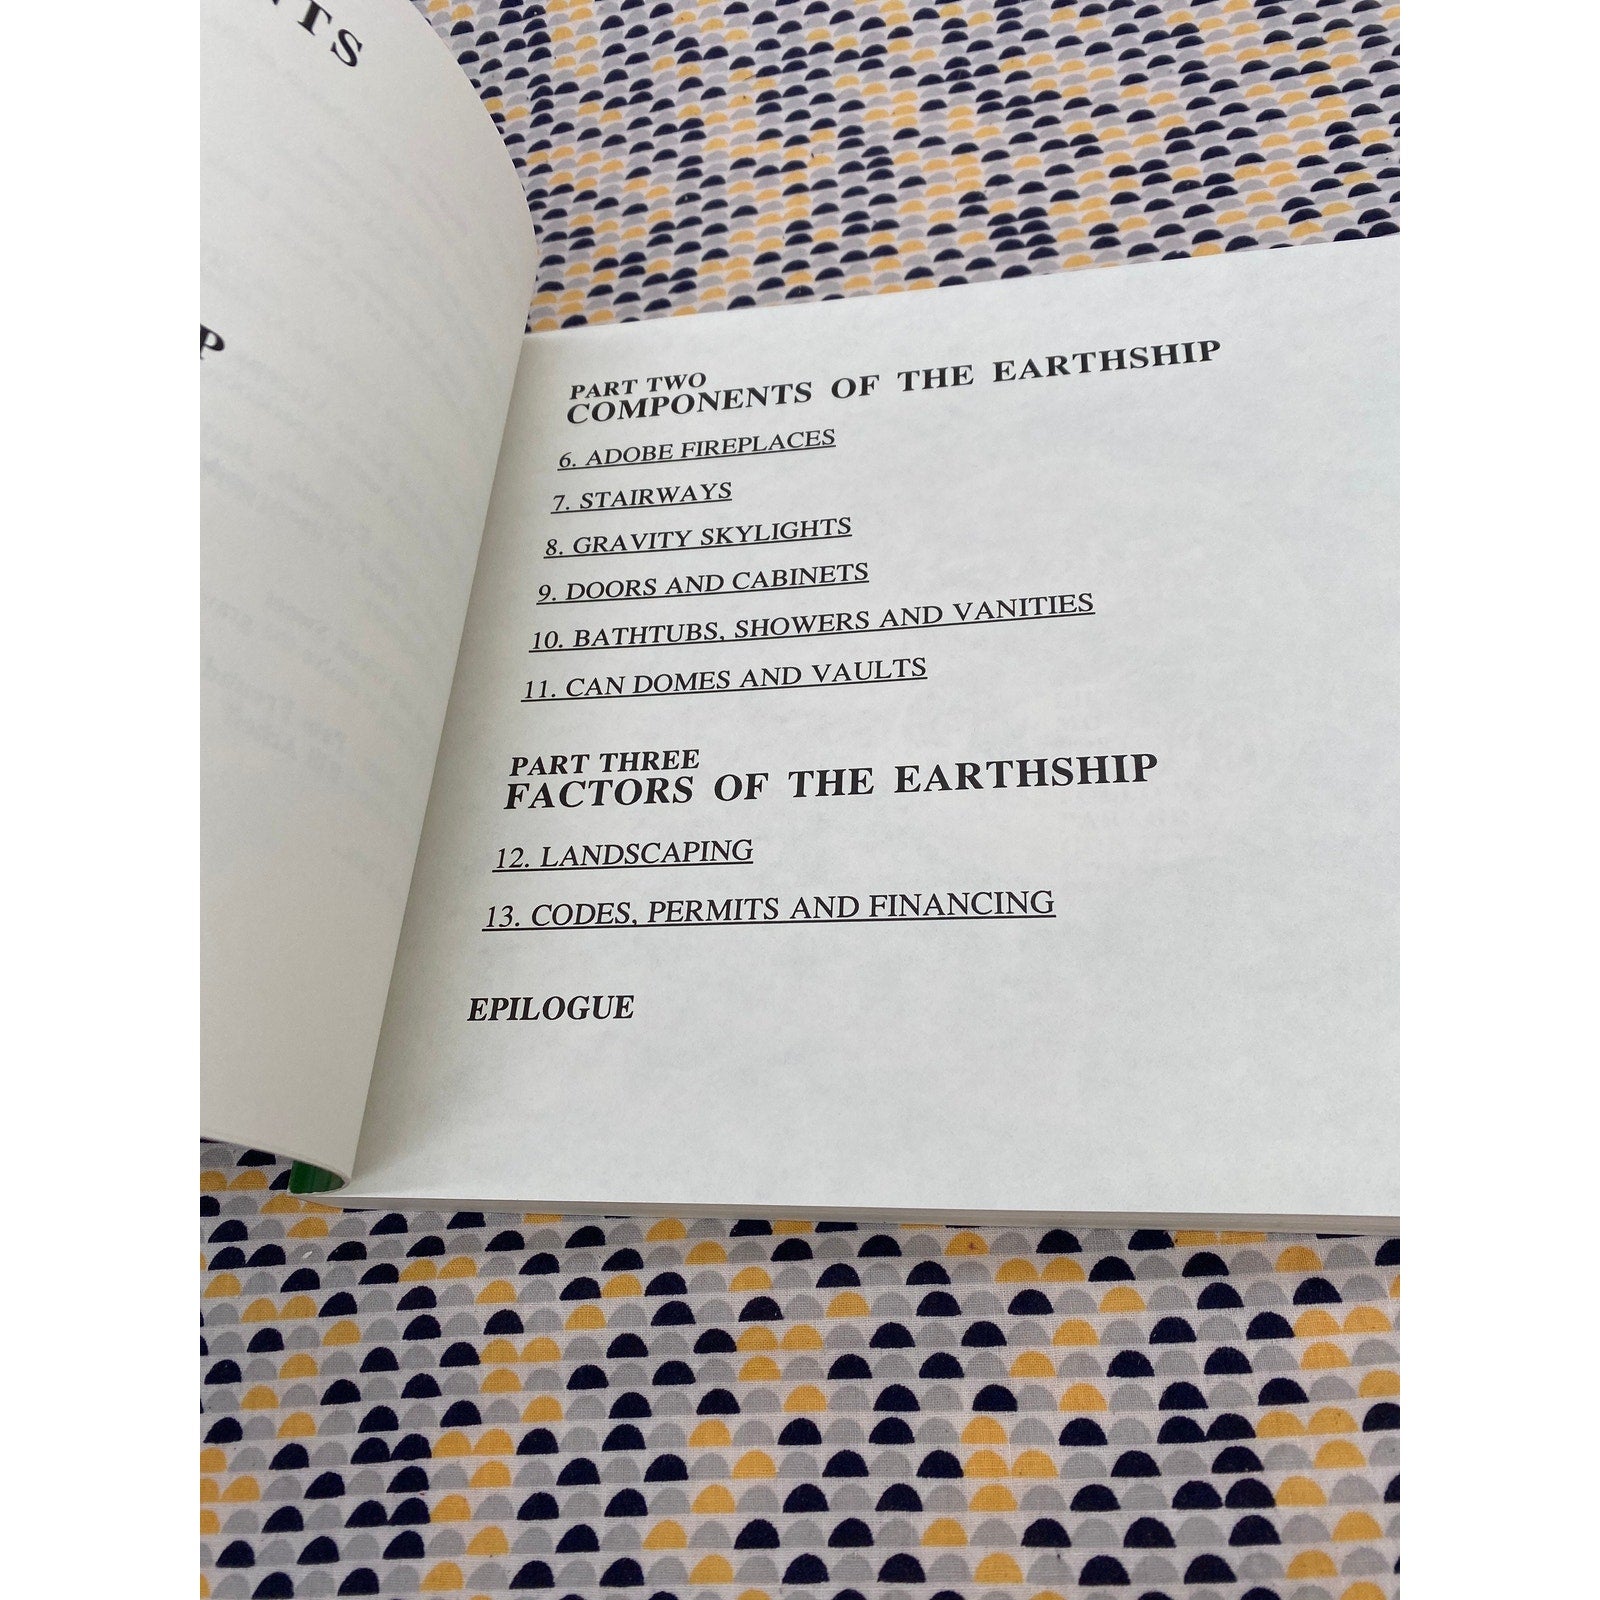 PART TWO
COMPONENTS OF THE EARTHSHIP
6. ADOBE FIREPLACES
7. STAIRWAYS
8. GRAVITY SKYLIGHTS
9. DOORS AND CABINETS
10. BATHTUBS, SHOWERS AND VANITIES
11. CAN DOMES AND VAULTS
PART THREE
FACTORS OF THE EARTHSHIP
12. LANDSCAPING
13. CODES, PERMITS AND FINANCING
EPILOGUE